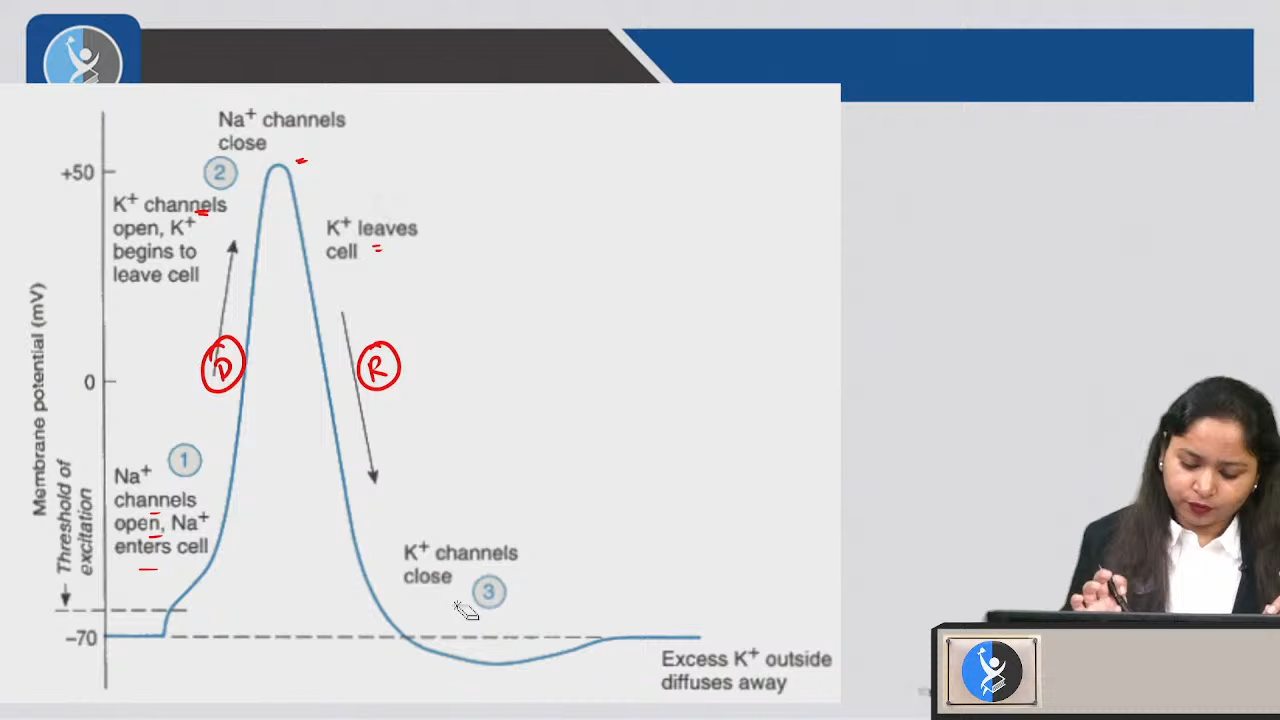 Na+ channels
close
+50
2
K+ channels
open, K+
begins to
leave cell
K+ leaves
cell
D
R
0
Membrane potential (mV)
Threshold of
excitation
1
Na+
channels
open, Na+
enters cell
K+ channels
close
3
-70
Excess K+ outside
diffuses away